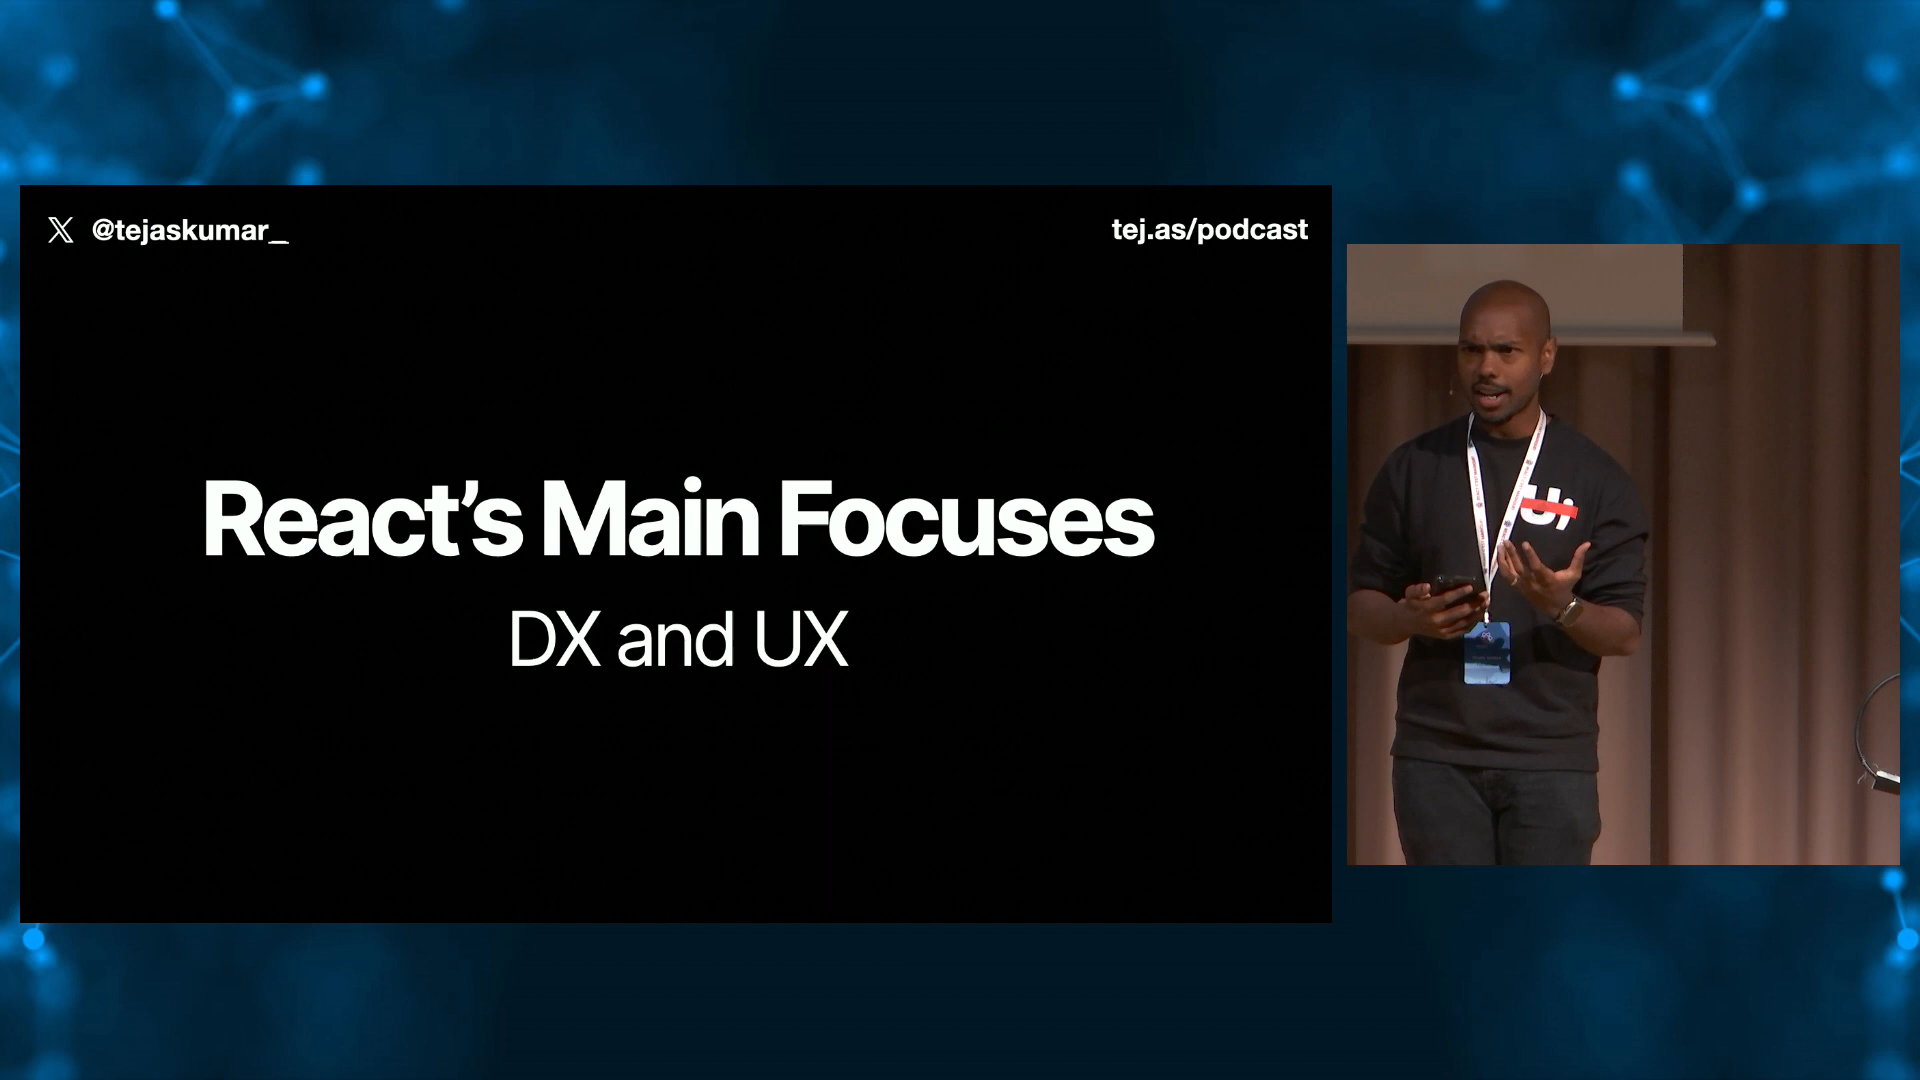 @tejaskumar_
tej.as/podcast
React’s Main Focuses
DX and UX